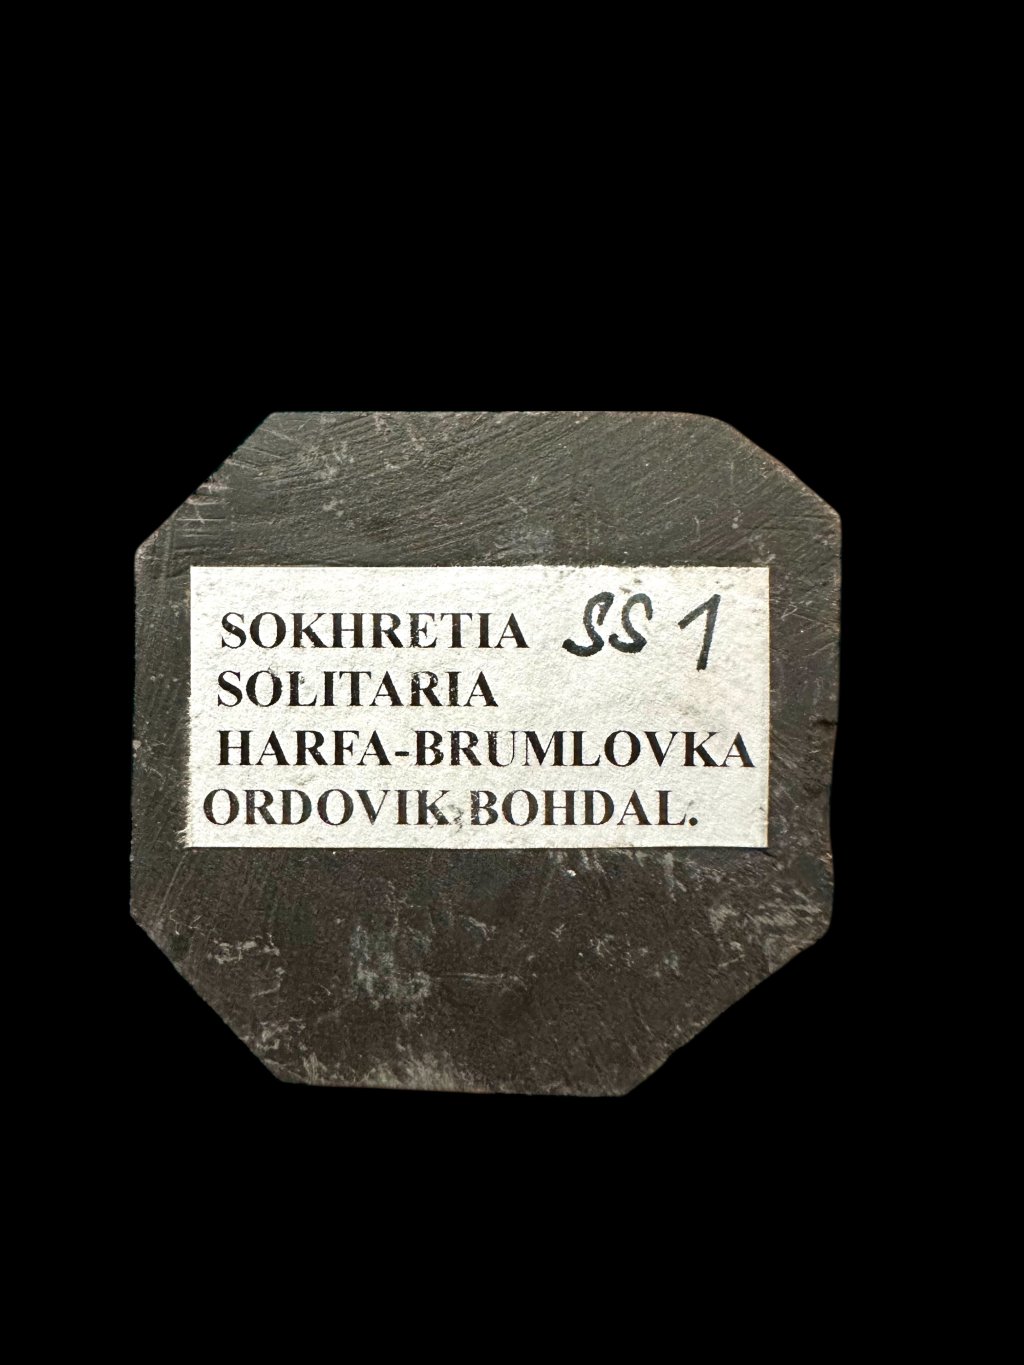 SOKHRETIA SS 1
SOLITARIA
HARFA-BRUMLOVKA
ORDOVIK BOHDAL.